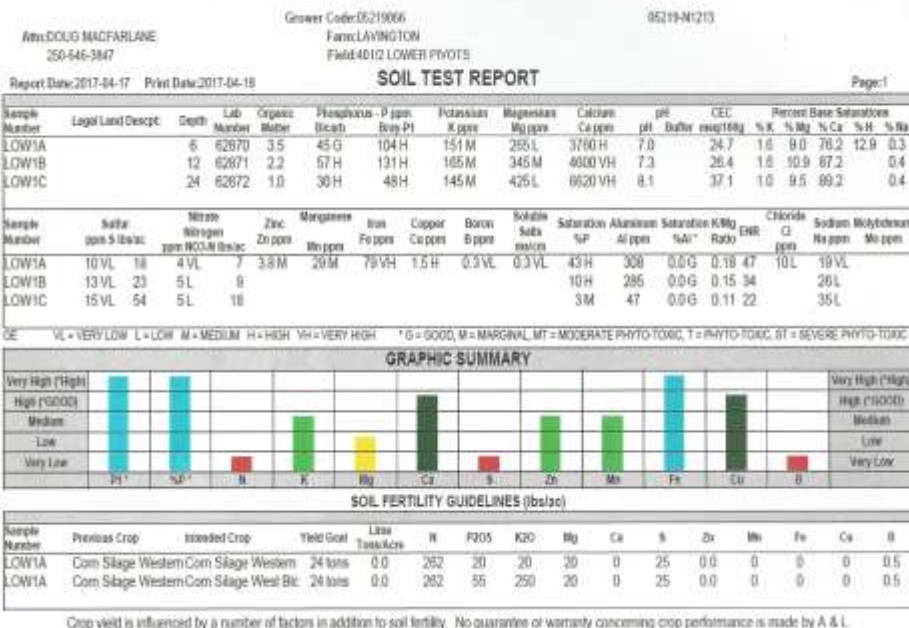 Grower Code:05219066 05219-N1213
Attn:DOUG MACFARLANE Farm:LAVINGTON
250-546-3847 Field:401/2 LOWER PIVOTS
Report Date:2017-04-17 Print Date:2017-04-18 SOIL TEST REPORT Page:1
Sample Number Legal Land Descpt: Depth Lab Number Organic Matter Phosphorus - P ppm Bicarb Bray-P1 Potassium K ppm Magnesium Mg ppm Calcium Ca ppm pH pH Buffer CEC meq/100g Percent Base Saturations % K % Mg % Ca % H % Na
LOW1A 6 62870 3.5 45 G 104 H 151 M 265 L 3760 H 7.0 24.7 1.6 9.0 76.2 12.9 0.3
LOW1B 12 62871 2.2 57 H 131 H 165 M 345 M 4600 VH 7.3 26.4 1.6 10.9 87.2 0.4
LOW1C 24 62872 1.0 30 H 48 H 145 M 425 L 6620 VH 8.1 37.1 1.0 9.5 89.2 0.4
Sample Number Sulfur ppm S lbs/ac Nitrate Nitrogen ppm NO3-N lbs/ac Zinc Zn ppm Manganese Mn ppm Iron Fe ppm Copper Cu ppm Boron B ppm Soluble Salts ms/cm Saturation %P Aluminum Al ppm Saturation %Al * K/Mg Ratio ENR Chloride Cl ppm Sodium Na ppm Molybdenum Mo ppm
LOW1A 10 VL 18 4 VL 7 3.8 M 29 M 79 VH 1.5 H 0.3 VL 0.3 VL 43 H 308 0.0 G 0.18 47 10 L 19 VL
LOW1B 13 VL 23 5 L 9 10 H 285 0.0 G 0.15 34 26 L
LOW1C 15 VL 54 5 L 18 3 M 47 0.0 G 0.11 22 35 L
VL = VERY LOW L = LOW M = MEDIUM H = HIGH VH = VERY HIGH * G = GOOD, M = MARGINAL, MT = MODERATE PHYTO-TOXIC, T = PHYTO-TOXIC, ST = SEVERE PHYTO-TOXIC
GRAPHIC SUMMARY
Very High (*High) Very High (*High)
High (*GOOD) High (*GOOD)
Medium Medium
Low Low
Very Low Very Low
P1 * %P * N K Mg Ca S Zn Mn Fe Cu B
SOIL FERTILITY GUIDELINES (lbs/ac)
Sample Number Previous Crop Intended Crop Yield Goal Lime Tons/Acre N P2O5 K2O Mg Ca S Zn Mn Fe Cu B
LOW1A Corn Silage Western Corn Silage Western 24 tons 0.0 262 20 20 20 0 25 0.0 0 0 0 0.5
LOW1A Corn Silage Western Corn Silage West Blc 24 tons 0.0 262 55 250 20 0 25 0.0 0 0 0 0.5
Crop yield is influenced by a number of factors in addition to soil fertility. No guarantee or warranty concerning crop performance is made by A & L.